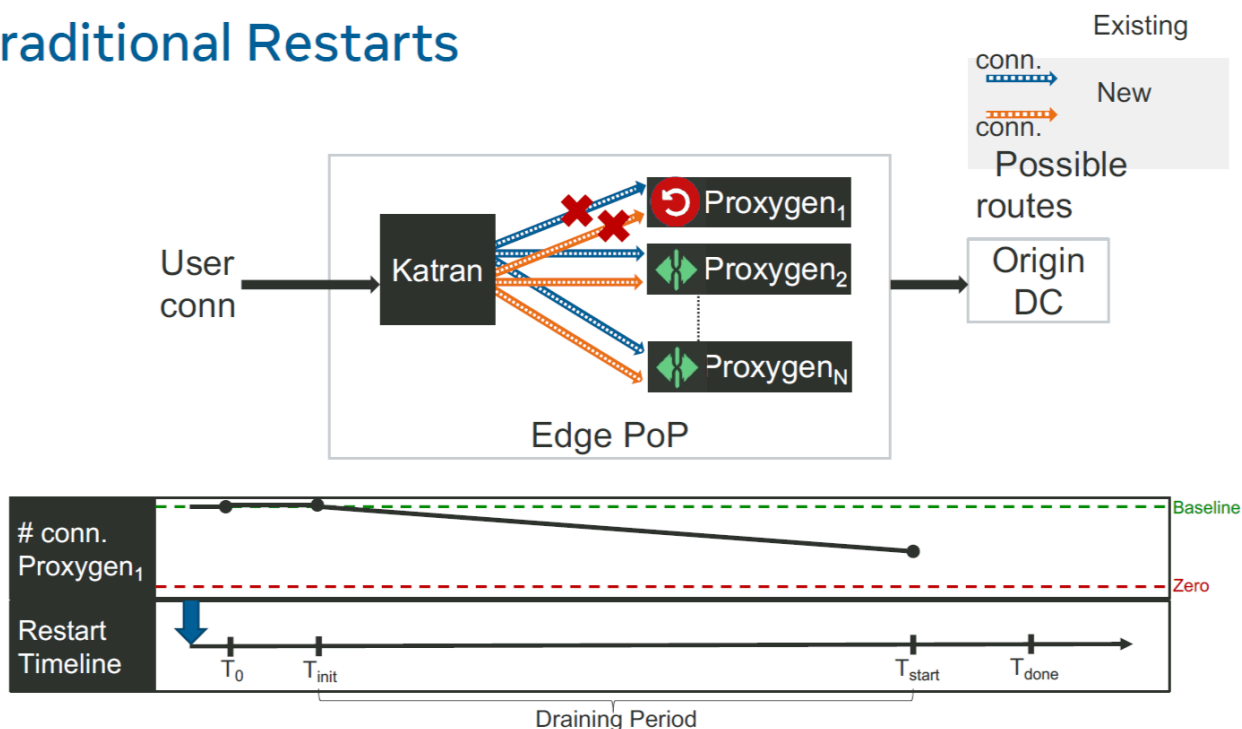 raditional Restarts
Existing
conn.
New
conn.
Possible
routes
Proxygen1
User
conn
Katran
Proxygen2
Origin
DC
ProxygenN
Edge PoP
# conn.
Proxygen1
Baseline
Zero
Restart
Timeline
T0
Tinit
Tstart
Tdone
Draining Period